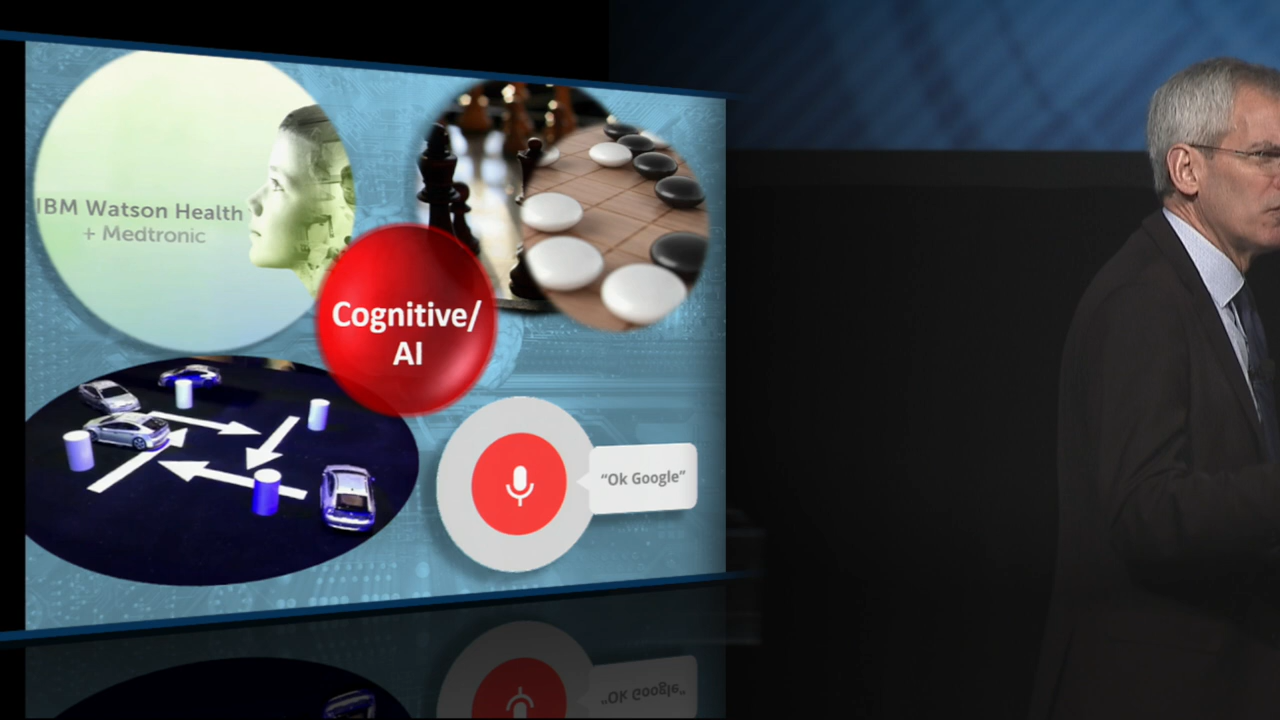 IBM Watson Health
+ Medtronic
Cognitive/
AI
“Ok Google”